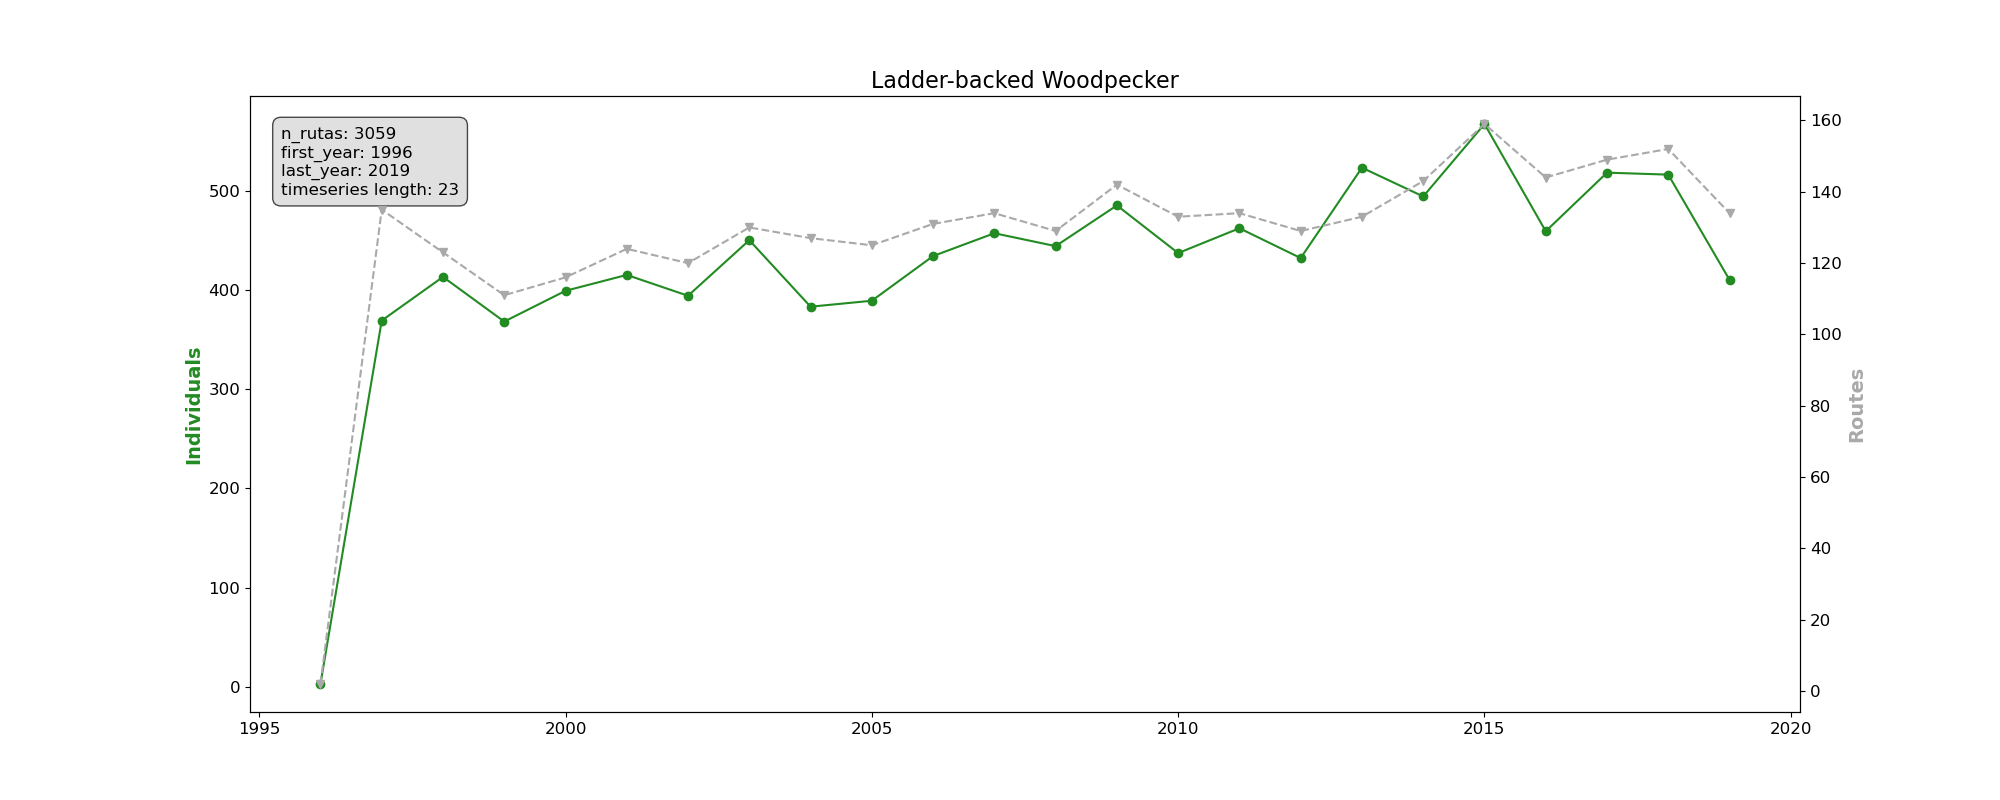 Ladder-backed Woodpecker
n_rutas: 3059
first_year: 1996
last_year: 2019
timeseries length: 23
Individuals
500
400
300
200
100
0
160
140
120
100
80
60
40
20
0
Routes
1995 2000 2005 2010 2015 2020